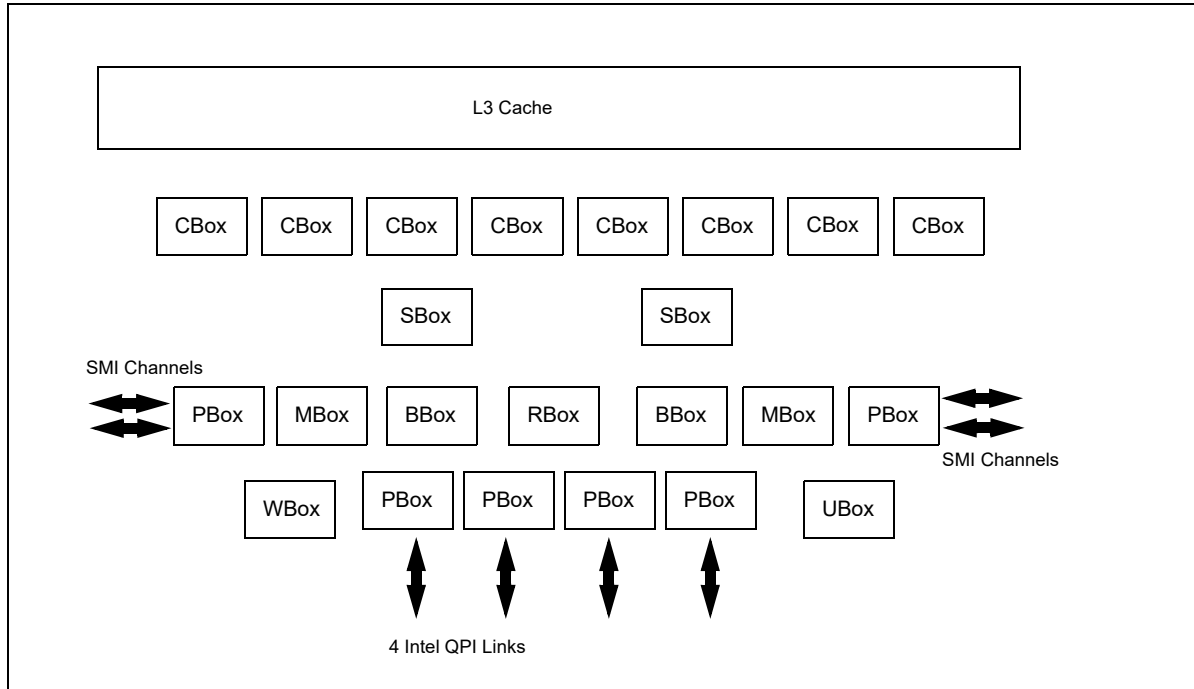 L3 Cache
CBox CBox CBox CBox CBox CBox CBox CBox
SBox SBox
SMI Channels
PBox MBox BBox RBox BBox MBox PBox
SMI Channels
WBox PBox PBox PBox PBox UBox
4 Intel QPI Links